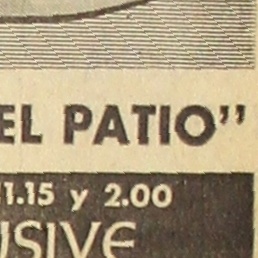 EL PATIO"
11.15 y 2.00
USIVE